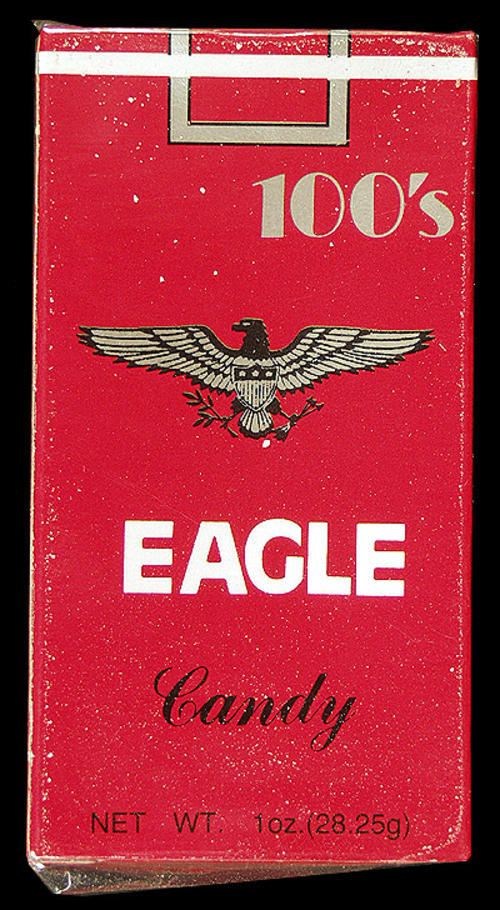 100's
EAGLE
Candy
NET WT. 1oz.(28.25g)